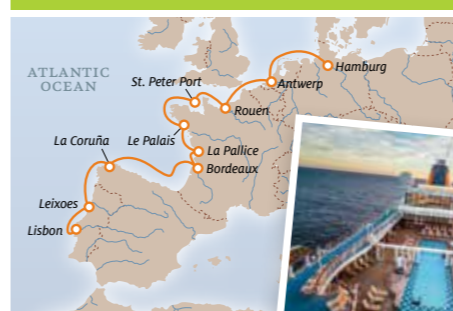 ATLANTIC
OCEAN
Hamburg
St. Peter Port
Antwerp
Rouen
La Coruña
Le Palais
La Pallice
Bordeaux
Leixoes
Lisbon